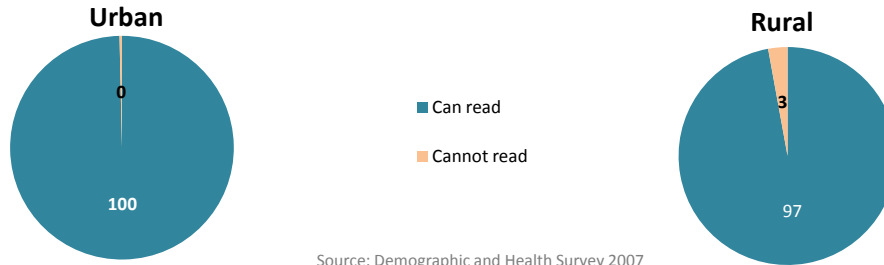 Urban
0
100
Can read
Cannot read
Rural
3
97
Source: Demographic and Health Survey 2007